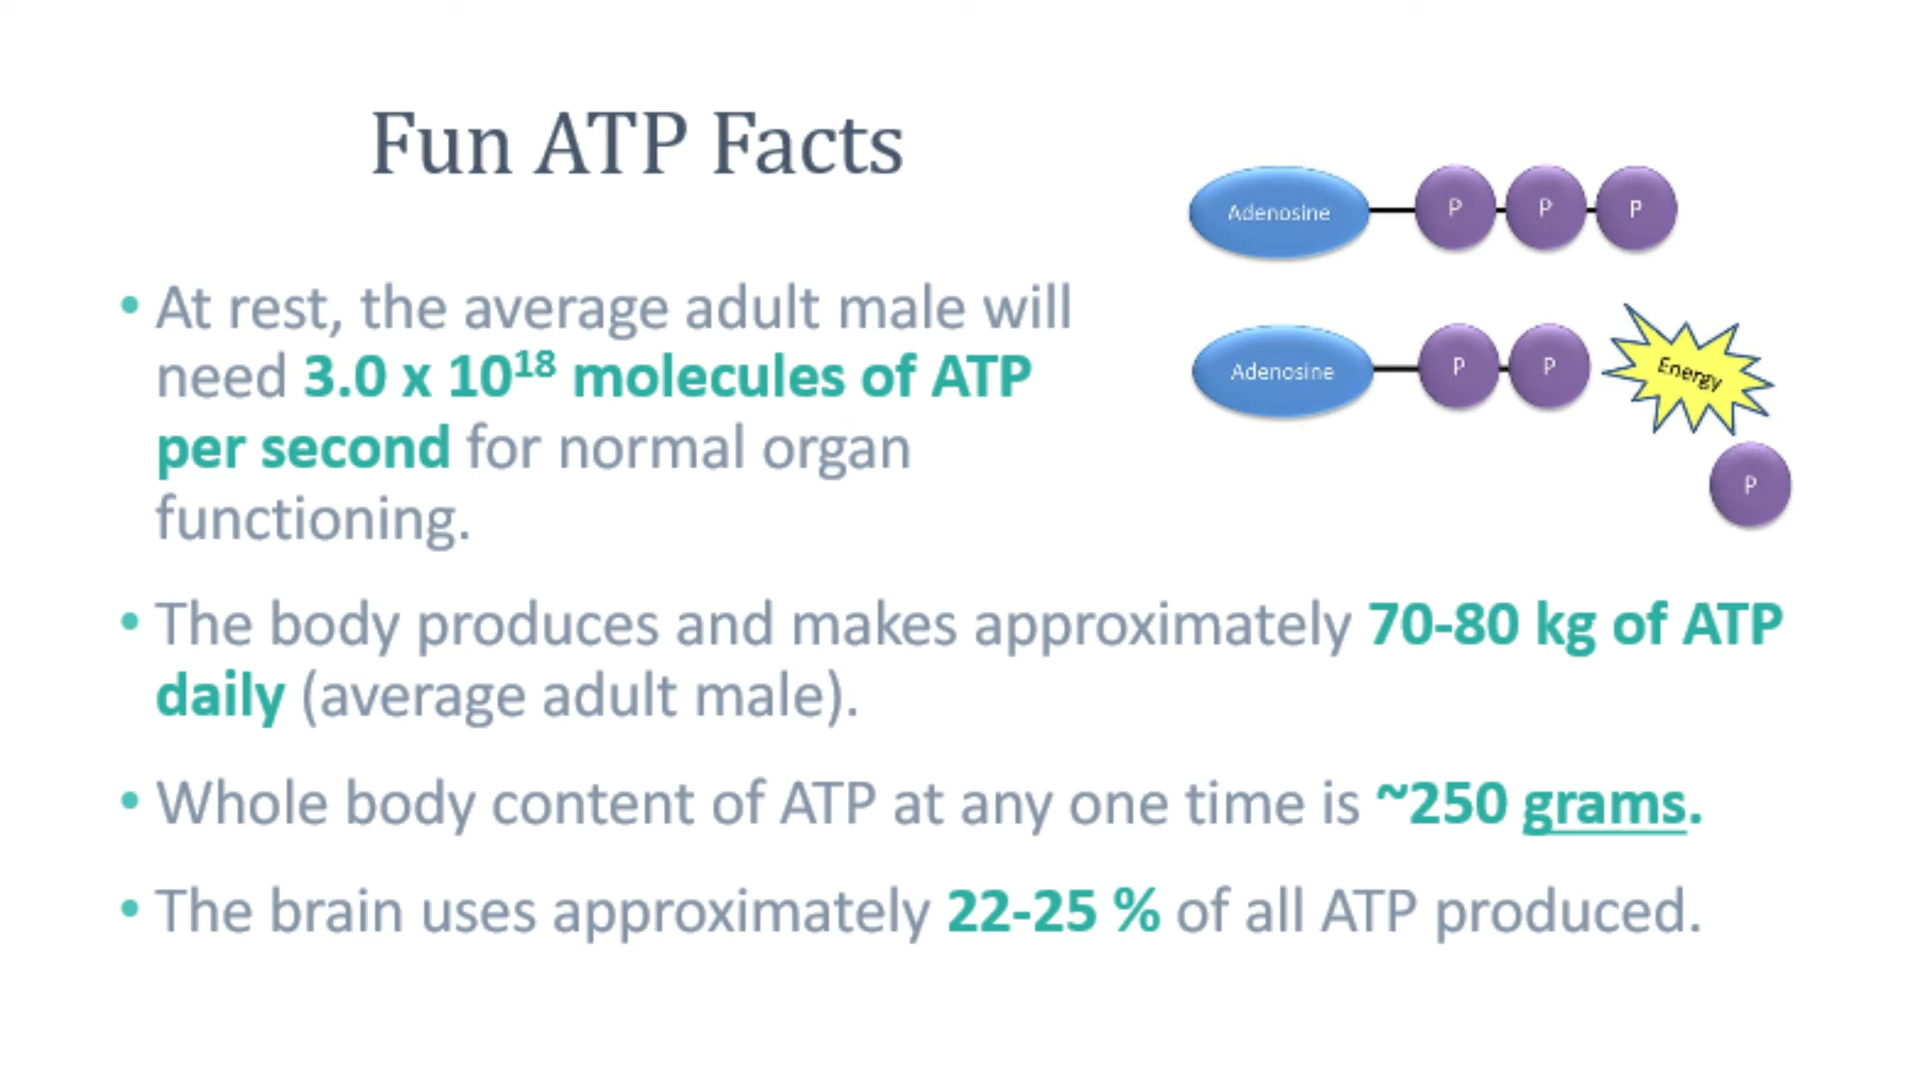 Fun ATP Facts
Adenosine P P P
Adenosine P P Energy
P
• At rest, the average adult male will
need 3.0 x 10¹⁸ molecules of ATP
per second for normal organ
functioning.
• The body produces and makes approximately 70-80 kg of ATP
daily (average adult male).
• Whole body content of ATP at any one time is ~250 grams.
• The brain uses approximately 22-25 % of all ATP produced.